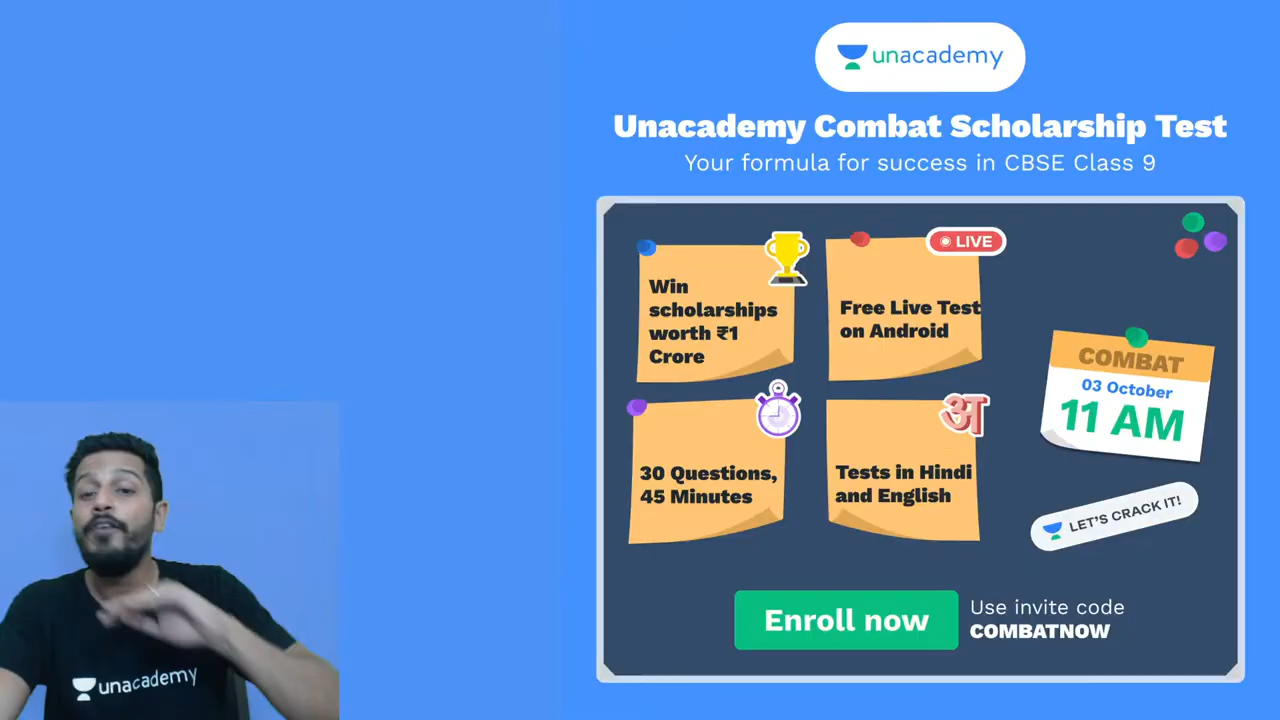 unacademy
Unacademy Combat Scholarship Test
Your formula for success in CBSE Class 9
Win
scholarships
worth ₹1
Crore
LIVE
Free Live Test
on Android
30 Questions,
45 Minutes
अ
Tests in Hindi
and English
COMBAT
03 October
11 AM
LET'S CRACK IT!
Enroll now
Use invite code
COMBATNOW
unacademy